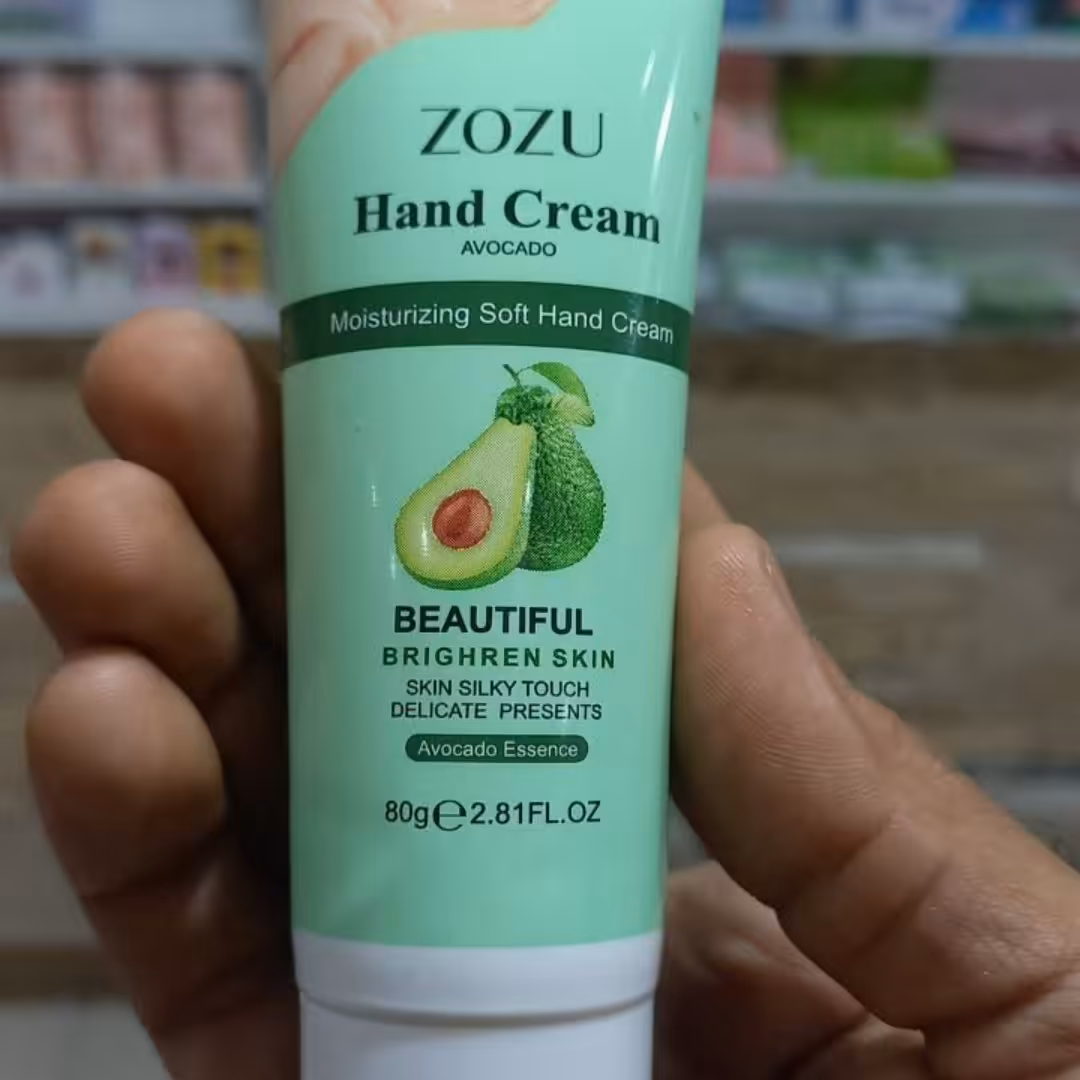 ZOZU
Hand Cream
AVOCADO
Moisturizing Soft Hand Cream
BEAUTIFUL
BRIGHREN SKIN
SKIN SILKY TOUCH
DELICATE PRESENTS
Avocado Essence
80g℮2.81FL.OZ